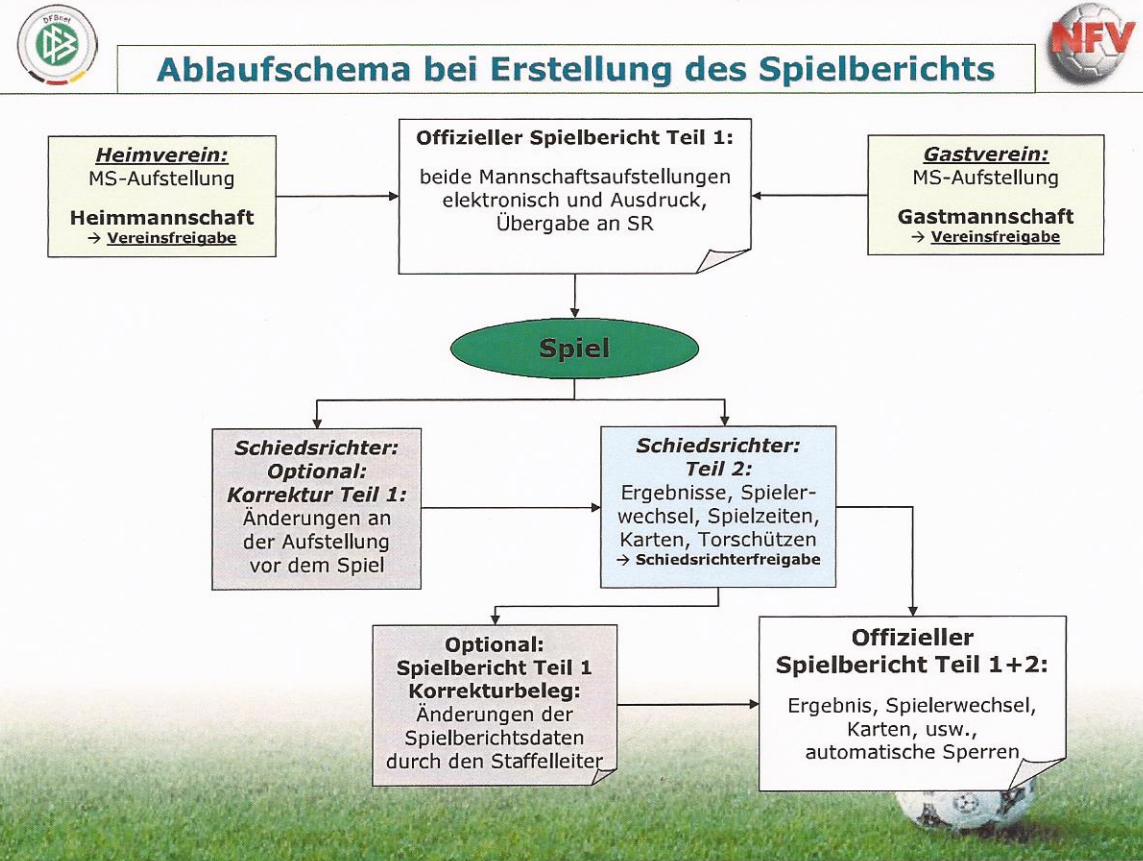 DFBnet
DFB
NFV
Ablaufschema bei Erstellung des Spielberichts
Heimverein:
MS-Aufstellung
Heimmannschaft
→ Vereinsfreigabe
Offizieller Spielbericht Teil 1:
beide Mannschaftsaufstellungen
elektronisch und Ausdruck,
Übergabe an SR
Gastverein:
MS-Aufstellung
Gastmannschaft
→ Vereinsfreigabe
Spiel
Schiedsrichter:
Optional:
Korrektur Teil 1:
Änderungen an
der Aufstellung
vor dem Spiel
Schiedsrichter:
Teil 2:
Ergebnisse, Spieler-
wechsel, Spielzeiten,
Karten, Torschützen
→ Schiedsrichterfreigabe
Optional:
Spielbericht Teil 1
Korrekturbeleg:
Änderungen der
Spielberichtsdaten
durch den Staffelleiter
Offizieller
Spielbericht Teil 1+2:
Ergebnis, Spielerwechsel,
Karten, usw.,
automatische Sperren